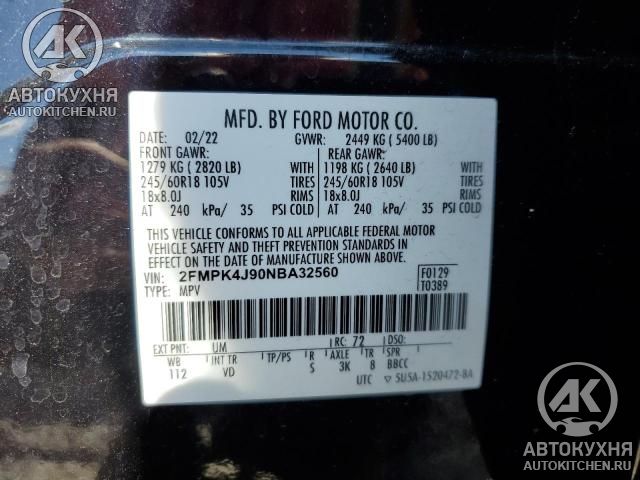 АК
АВТОКУХНЯ
AUTOKITCHEN.RU
MFD. BY FORD MOTOR CO.
DATE: 02/22 GVWR: 2449 KG ( 5400 LB)
FRONT GAWR: REAR GAWR:
1279 KG ( 2820 LB) WITH 1198 KG ( 2640 LB) WITH
245/60R18 105V TIRES 245/60R18 105V TIRES
18x8.0J RIMS 18x8.0J RIMS
AT 240 kPa/ 35 PSI COLD AT 240 kPa/ 35 PSI COLD
THIS VEHICLE CONFORMS TO ALL APPLICABLE FEDERAL MOTOR
VEHICLE SAFETY AND THEFT PREVENTION STANDARDS IN
EFFECT ON THE DATE OF MANUFACTURE SHOWN ABOVE.
VIN: 2FMPK4J90NBA32560 F0129
TYPE: MPV T0389
EXT PNT: UM RC: 72 DSO:
WB INT TR TP/PS R AXLE TR SPR
112 VD S 3K 8 BBCC
UTC ▽ 5U5A-1520472-BA
АК
АВТОКУХНЯ
AUTOKITCHEN.RU